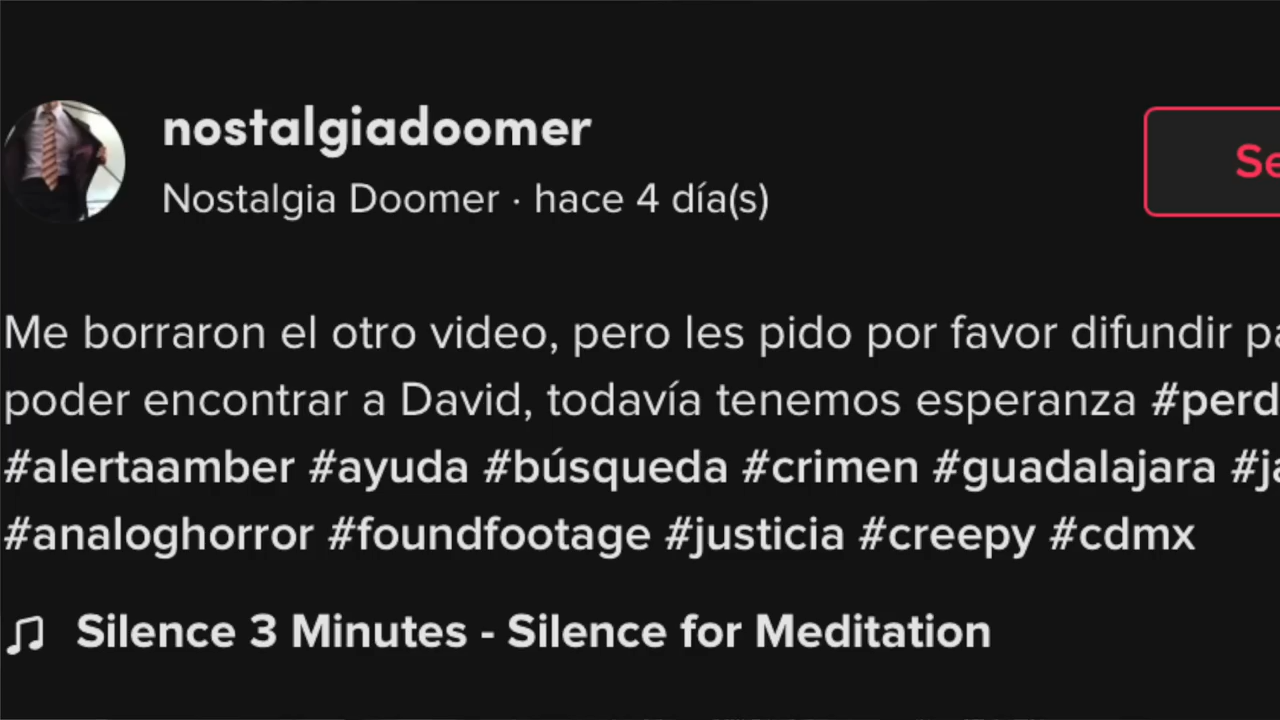 nostalgiadoomer
Nostalgia Doomer · hace 4 día(s)
Me borraron el otro video, pero les pido por favor difundir
poder encontrar a David, todavía tenemos esperanza
#alertaamber #ayuda #búsqueda #crimen #guadalajara
#analoghorror #foundfootage #justicia #creepy #cdmx
Silence 3 Minutes - Silence for Meditation